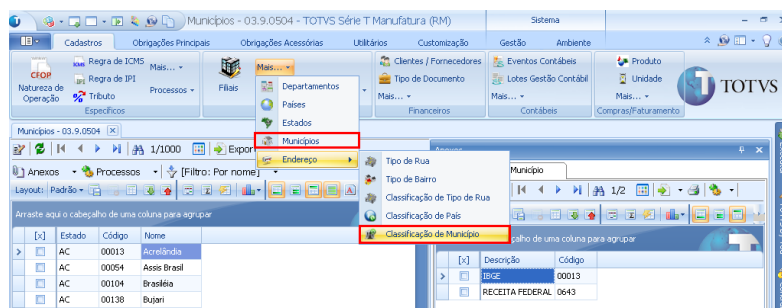 Municípios - 03.9.0504 - TOTVS Série T Manufatura (RM)
Sistema
Cadastros Obrigações Principais Obrigações Acessórias Utilitários Customização Gestão Ambiente
CFOP
Natureza de Operação
Regra de ICMS
Regra de IPI
Tributo
Mais...
Processos
Específicos
Filiais
Mais...
Departamentos
Países
Estados
Municípios
Endereço
Tipo de Rua
Tipo de Bairro
Classificação de Tipo de Rua
Classificação de País
Classificação de Município
Clientes / Fornecedores
Tipo de Documento
Mais...
Financeiros
Eventos Contábeis
Lotes Gestão Contábil
Mais...
Contábeis
Produto
Unidade
Mais...
Compras/Faturamento
TOTVS
Municípios - 03.9.0504
1/1000 Export
Anexos Processos [Filtro: Por nome]
Layout: Padrão
Arraste aqui o cabeçalho de uma coluna para agrupar
[x] Estado Código Nome
AC 00013 Acrelândia
AC 00054 Assis Brasil
AC 00104 Brasiléia
AC 00138 Bujari
Anexos
Município
1/2
çalho de uma coluna para agrupar
[x] Descrição Código
IBGE 00013
RECEITA FEDERAL 0643